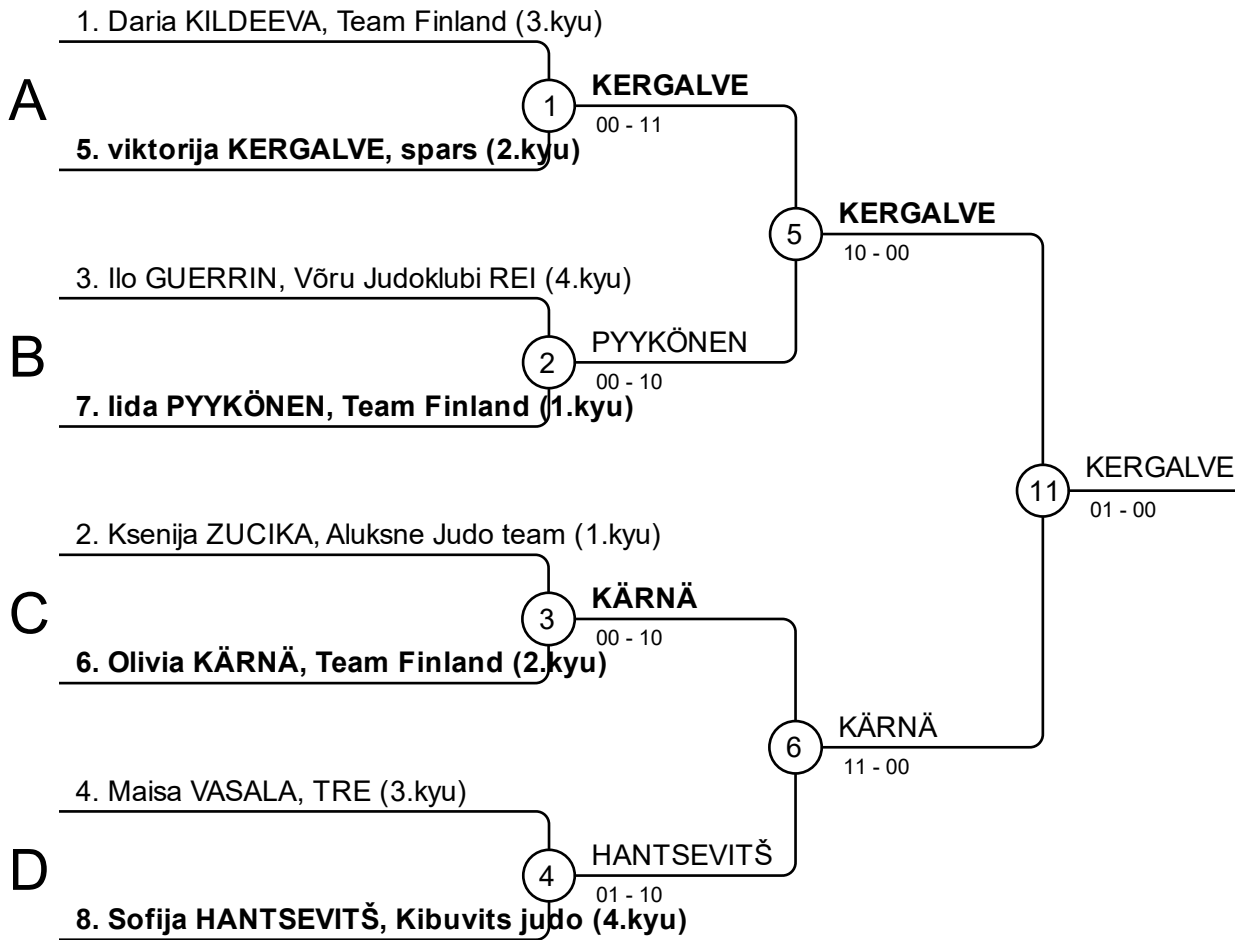 1. Daria KILDEEVA, Team Finland (3.kyu)
A
1
KERGALVE
00 - 11
5. viktorija KERGALVE, spars (2.kyu)
5
KERGALVE
10 - 00
3. Ilo GUERRIN, Võru Judoklubi REI (4.kyu)
B
2
PYYKÖNEN
00 - 10
7. Iida PYYKÖNEN, Team Finland (1.kyu)
11
KERGALVE
01 - 00
2. Ksenija ZUCIKA, Aluksne Judo team (1.kyu)
C
3
KÄRNÄ
00 - 10
6. Olivia KÄRNÄ, Team Finland (2.kyu)
6
KÄRNÄ
11 - 00
4. Maisa VASALA, TRE (3.kyu)
D
4
HANTSEVITŠ
01 - 10
8. Sofija HANTSEVITŠ, Kibuvits judo (4.kyu)